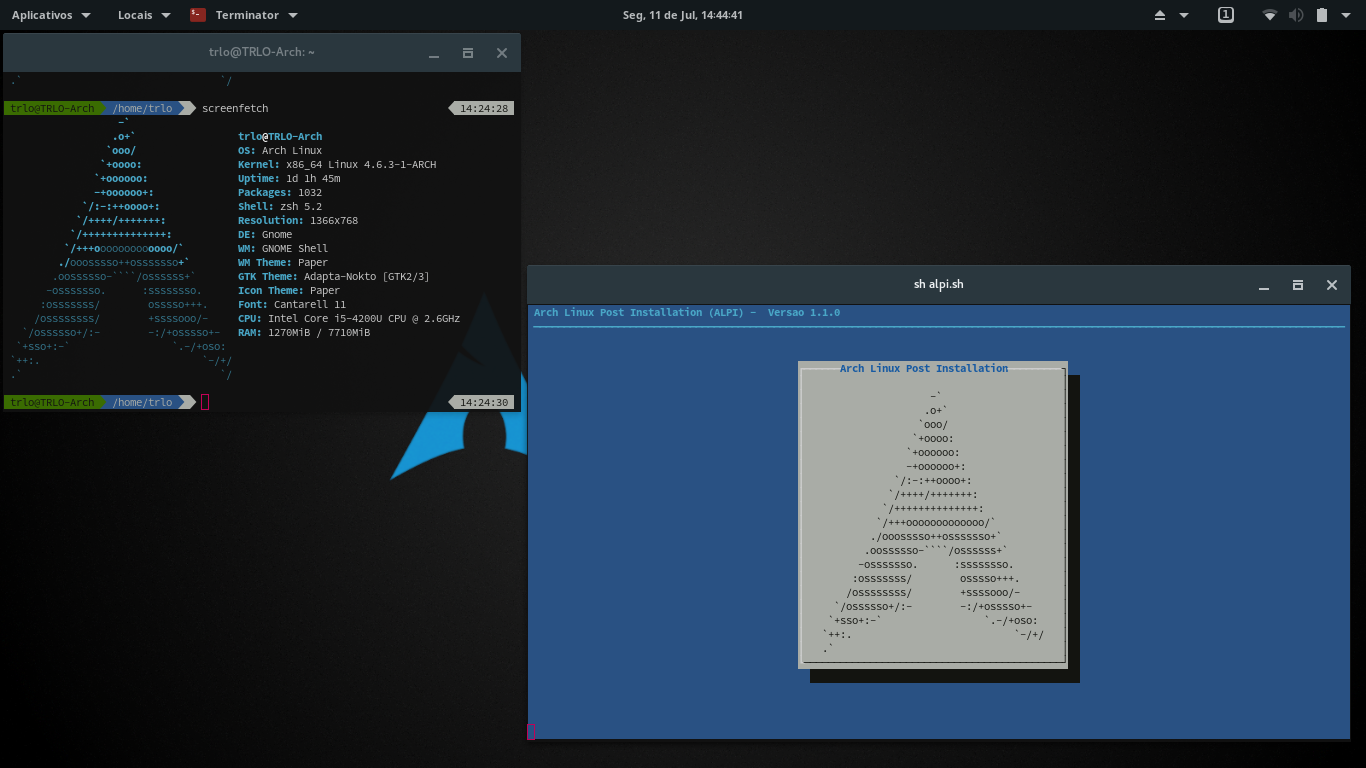 Aplicativos Locais Terminator Seg, 11 de Jul, 14:44:41 1
trlo@TRLO-Arch: ~
.`                                 `/
trlo@TRLO-Arch /home/trlo screenfetch 14:24:28
                  -`
                 .o+`                 trlo@TRLO-Arch
                `ooo/                 OS: Arch Linux
               `+oooo:                Kernel: x86_64 Linux 4.6.3-1-ARCH
              `+oooooo:               Uptime: 1d 1h 45m
              -+oooooo+:              Packages: 1032
            `/:-:++oooo+:             Shell: zsh 5.2
           `/++++/+++++++:            Resolution: 1366x768
          `/++++++++++++++:           DE: Gnome
         `/+++ooooooooooooo/`         WM: GNOME Shell
        ./ooosssso++osssssso+`        WM Theme: Paper
       .oossssso-````/ossssss+`       GTK Theme: Adapta-Nokto [GTK2/3]
      -osssssso.      :ssssssso.      Icon Theme: Paper
     :osssssss/        osssso+++.     Font: Cantarell 11
    /ossssssss/        +ssssooo/-     CPU: Intel Core i5-4200U CPU @ 2.6GHz
  `/ossssso+/:-        -:/+osssso+-   RAM: 1270MiB / 7710MiB
 `+sso+:-`                 `.-/+oso:
`++:.                           `-/+/
.`                                 `/
trlo@TRLO-Arch /home/trlo 14:24:30
sh alpi.sh
Arch Linux Post Installation (ALPI) -  Versao 1.1.0
Arch Linux Post Installation
                  -`
                 .o+`
                `ooo/
               `+oooo:
              `+oooooo:
              -+oooooo+:
            `/:-:++oooo+:
           `/++++/+++++++:
          `/++++++++++++++:
         `/+++ooooooooooooo/`
        ./ooosssso++osssssso+`
       .oossssso-````/ossssss+`
      -osssssso.      :ssssssso.
     :osssssss/        osssso+++.
    /ossssssss/        +ssssooo/-
  `/ossssso+/:-        -:/+osssso+-
 `+sso+:-`                 `.-/+oso:
`++:.                           `-/+/
.`